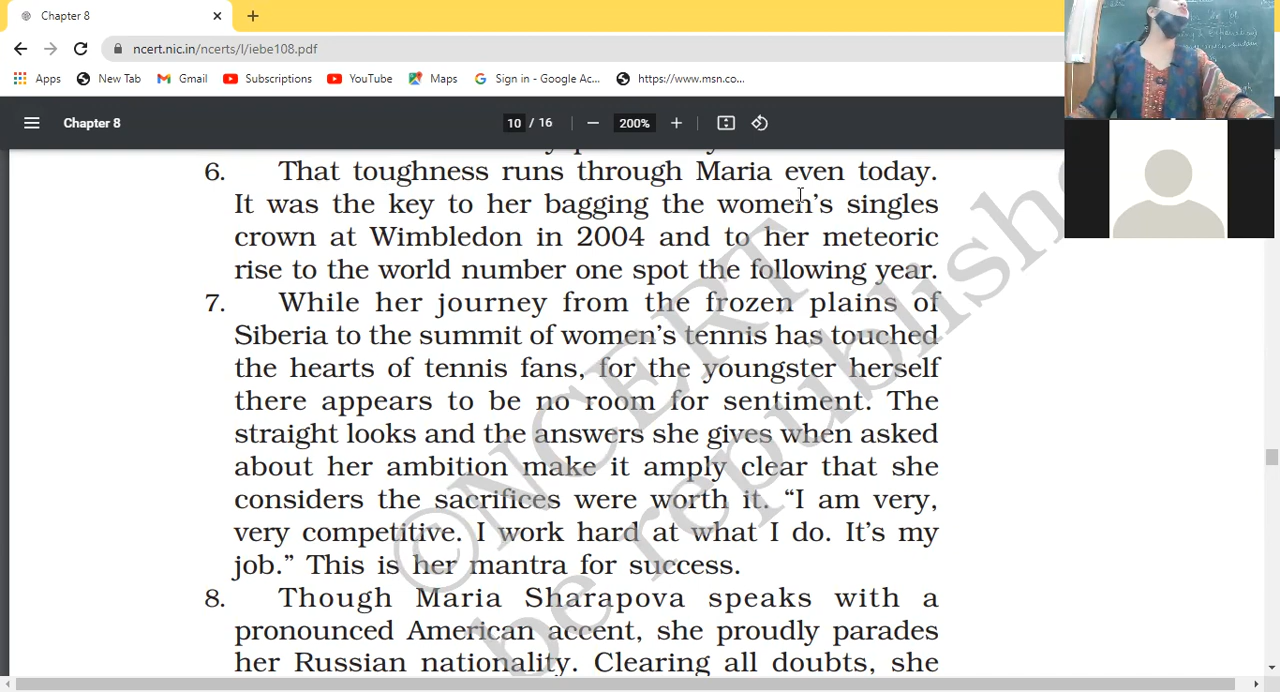 Chapter 8
ncert.nic.in/ncerts/l/iebe108.pdf
Apps New Tab Gmail Subscriptions YouTube Maps Sign in - Google Ac... https://www.msn.co...
Chapter 8 10 / 16 200%
6. That toughness runs through Maria even today.
It was the key to her bagging the women's singles
crown at Wimbledon in 2004 and to her meteoric
rise to the world number one spot the following year.
7. While her journey from the frozen plains of
Siberia to the summit of women's tennis has touched
the hearts of tennis fans, for the youngster herself
there appears to be no room for sentiment. The
straight looks and the answers she gives when asked
about her ambition make it amply clear that she
considers the sacrifices were worth it. “I am very,
very competitive. I work hard at what I do. It's my
job.” This is her mantra for success.
8. Though Maria Sharapova speaks with a
pronounced American accent, she proudly parades
her Russian nationality. Clearing all doubts, she
©NCERT
be republishe